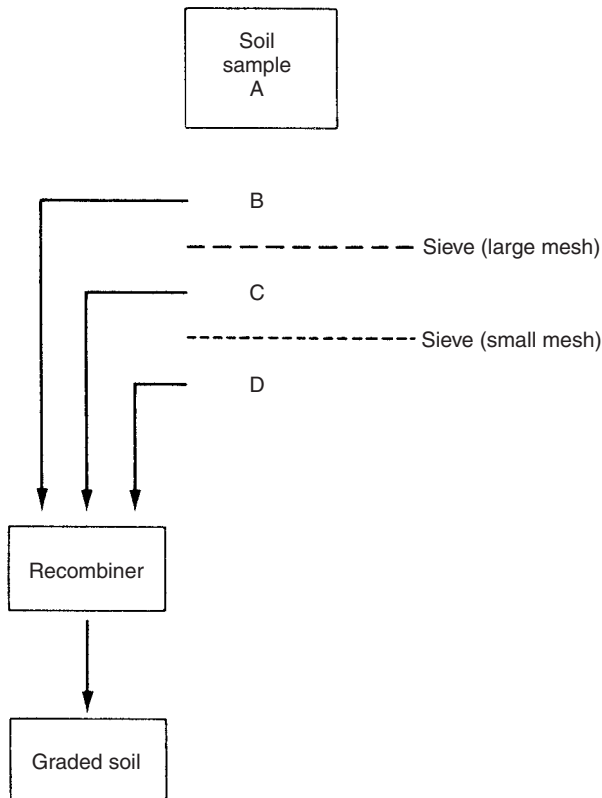 Soil
sample
A
B
Sieve (large mesh)
C
Sieve (small mesh)
D
Recombiner
Graded soil